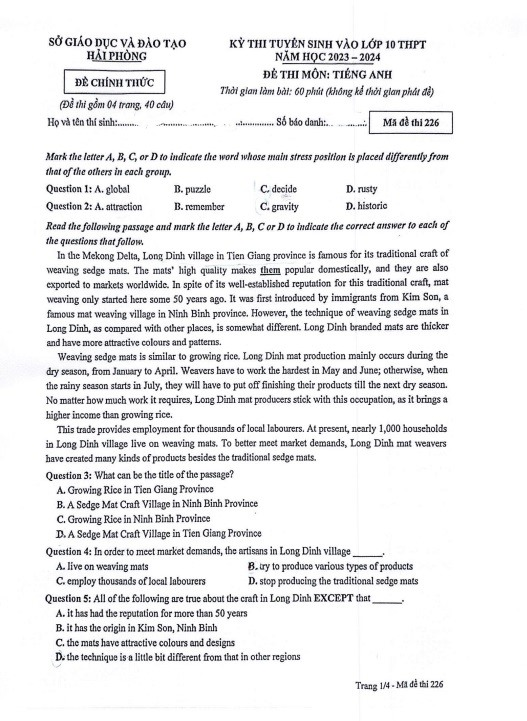 SỞ GIÁO DỤC VÀ ĐÀO TẠO
HẢI PHÒNG
ĐỀ CHÍNH THỨC
(Đề thi gồm 04 trang, 40 câu)
KỲ THI TUYỂN SINH VÀO LỚP 10 THPT
NĂM HỌC 2023 – 2024
ĐỀ THI MÔN: TIẾNG ANH
Thời gian làm bài: 60 phút (không kể thời gian phát đề)
Họ và tên thí sinh:......... .............. Số báo danh:............
Mã đề thi 226
Mark the letter A, B, C, or D to indicate the word whose main stress position is placed differently from
that of the others in each group.
Question 1: A. global B. puzzle C. decide D. rusty
Question 2: A. attraction B. remember C. gravity D. historic
Read the following passage and mark the letter A, B, C or D to indicate the correct answer to each of
the questions that follow.
In the Mekong Delta, Long Dinh village in Tien Giang province is famous for its traditional craft of
weaving sedge mats. The mats' high quality makes them popular domestically, and they are also
exported to markets worldwide. In spite of its well-established reputation for this traditional craft, mat
weaving only started here some 50 years ago. It was first introduced by immigrants from Kim Son, a
famous mat weaving village in Ninh Binh province. However, the technique of weaving sedge mats in
Long Dinh, as compared with other places, is somewhat different. Long Dinh branded mats are thicker
and have more attractive colours and patterns.
Weaving sedge mats is similar to growing rice. Long Dinh mat production mainly occurs during the
dry season, from January to April. Weavers have to work the hardest in May and June; otherwise, when
the rainy season starts in July, they will have to put off finishing their products till the next dry season.
No matter how much work it requires, Long Dinh mat producers stick with this occupation, as it brings a
higher income than growing rice.
This trade provides employment for thousands of local labourers. At present, nearly 1,000 households
in Long Dinh village live on weaving mats. To better meet market demands, Long Dinh mat weavers
have created many kinds of products besides the traditional sedge mats.
Question 3: What can be the title of the passage?
A. Growing Rice in Tien Giang Province
B. A Sedge Mat Craft Village in Ninh Binh Province
C. Growing Rice in Ninh Binh Province
D. A Sedge Mat Craft Village in Tien Giang Province
Question 4: In order to meet market demands, the artisans in Long Dinh village ______.
A. live on weaving mats B. try to produce various types of products
C. employ thousands of local labourers D. stop producing the traditional sedge mats
Question 5: All of the following are true about the craft in Long Dinh EXCEPT that ______.
A. it has had the reputation for more than 50 years
B. it has the origin in Kim Son, Ninh Binh
C. the mats have attractive colours and designs
D. the technique is a little bit different from that in other regions
Trang 1/4 - Mã đề thi 226